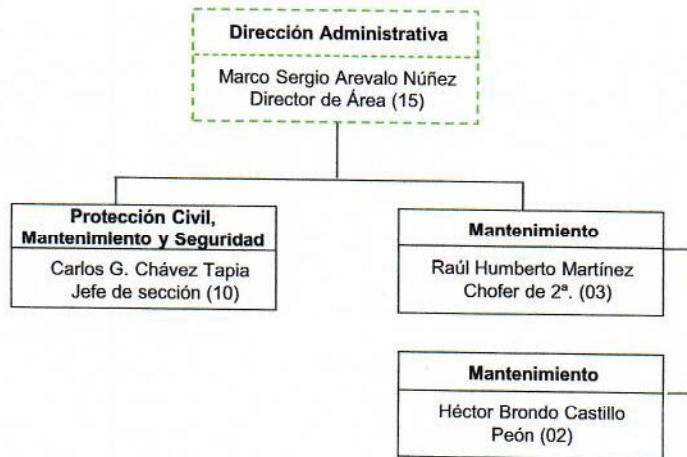 Dirección Administrativa
Marco Sergio Arevalo Núñez
Director de Área (15)
Protección Civil,
Mantenimiento y Seguridad
Carlos G. Chávez Tapia
Jefe de sección (10)
Mantenimiento
Raúl Humberto Martínez
Chofer de 2ª. (03)
Mantenimiento
Héctor Brondo Castillo
Peón (02)